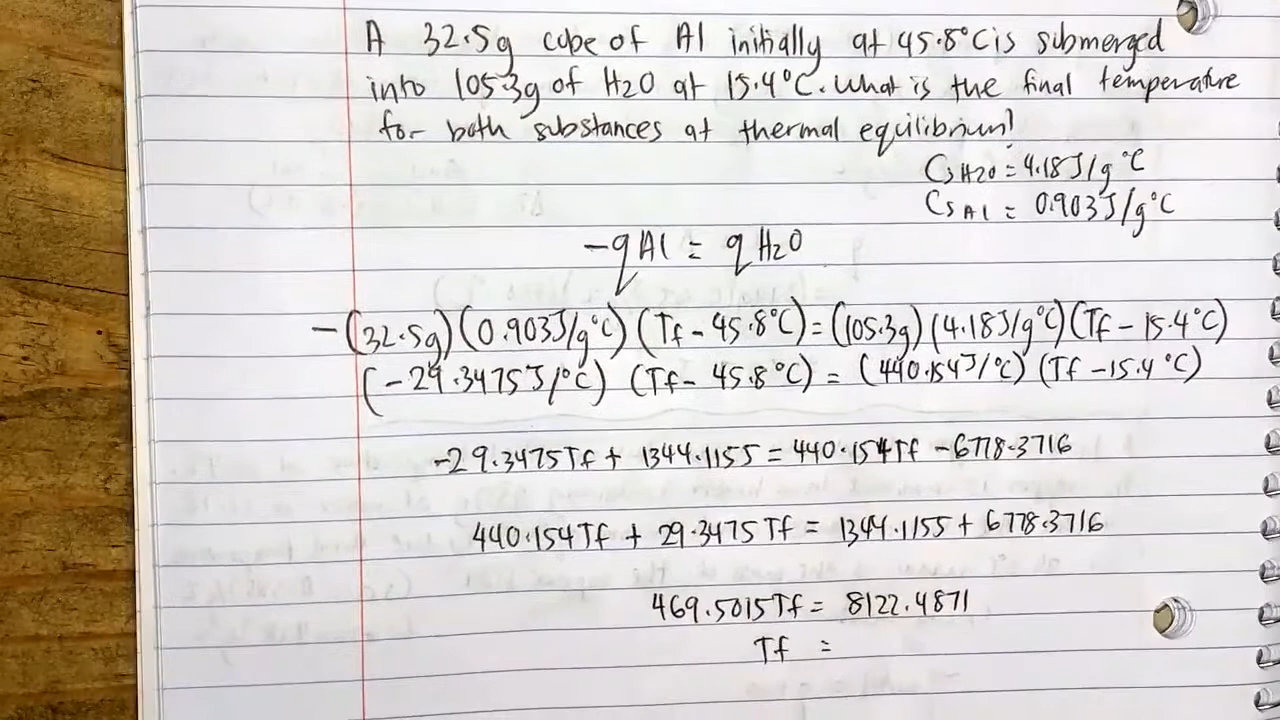 A 32.5g cube of Al initially at 45.8°C is submerged
into 105.3g of H2O at 15.4°C. What is the final temperature
for both substances at thermal equilibrium?
Cs H2O = 4.18J/g °C
Cs Al = 0.903J/g°C
-qAl = qH2O
-(32.5g)(0.903J/g°C)(Tf-45.8°C)=(105.3g)(4.18J/g°C)(Tf-15.4°C)
(-29.3475J/°C) (Tf-45.8°C) = (440.154J/°C) (Tf-15.4°C)
-29.3475Tf + 1344.1155 = 440.154Tf - 6778.3716
440.154Tf + 29.3475Tf = 1344.1155 + 6778.3716
469.5015Tf = 8122.4871
Tf =